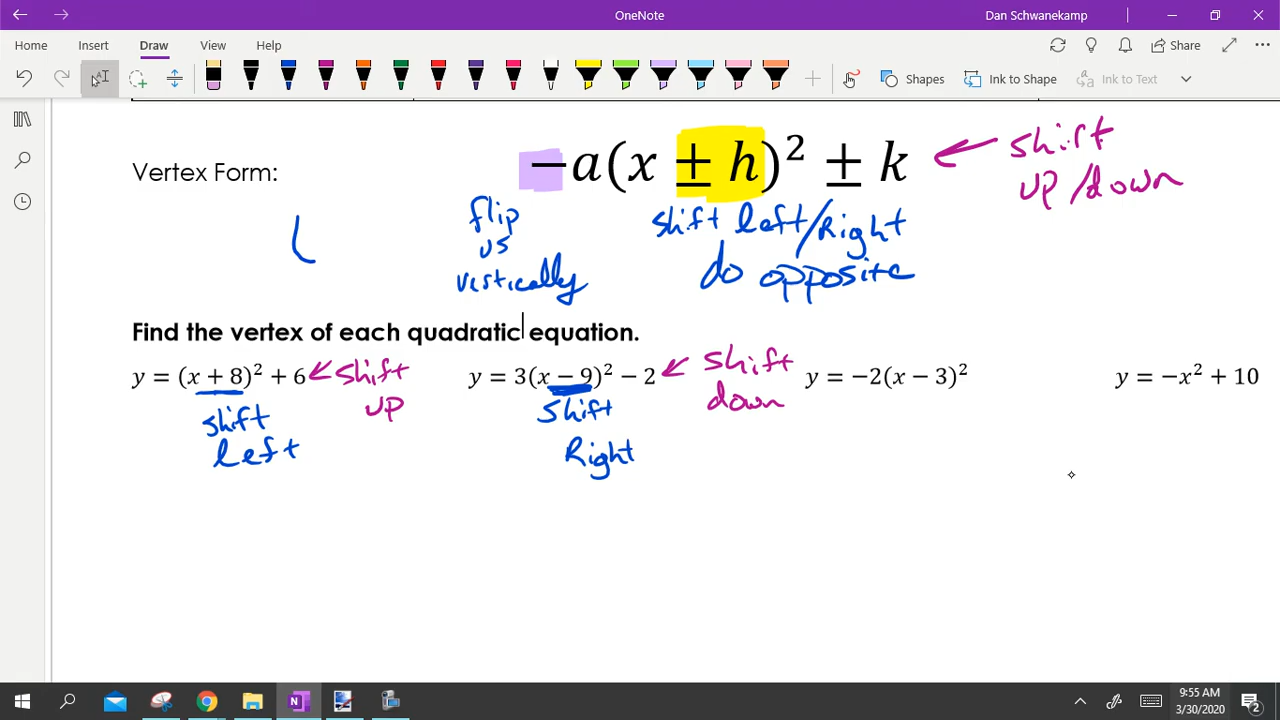 OneNote
Dan Schwanekamp
Home Insert Draw View Help
Share
Shapes Ink to Shape Ink to Text
Vertex Form: −a(x ± h)² ± k
shift
up/down
flip
us
vertically
shift left/Right
do opposite
Find the vertex of each quadratic equation.
y = (x + 8)² + 6 shift up
shift
left
y = 3(x − 9)² − 2 shift down
shift
Right
y = −2(x − 3)²
y = −x² + 10
9:55 AM
3/30/2020
2